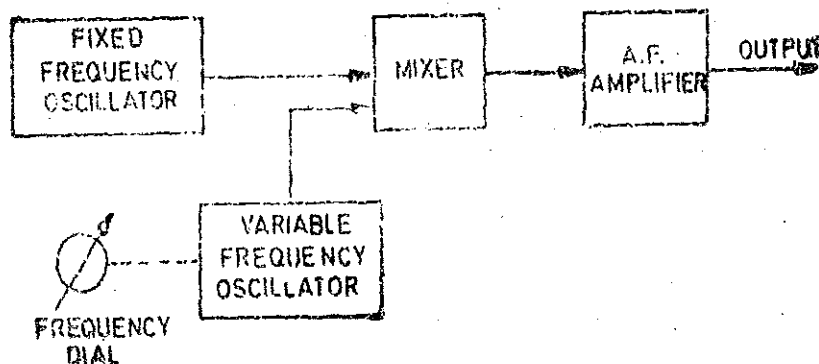 FIXED
FREQUENCY
OSCILLATOR
MIXER
A.F.
AMPLIFIER
OUTPUT
VARIABLE
FREQUENCY
OSCILLATOR
FREQUENCY
DIAL